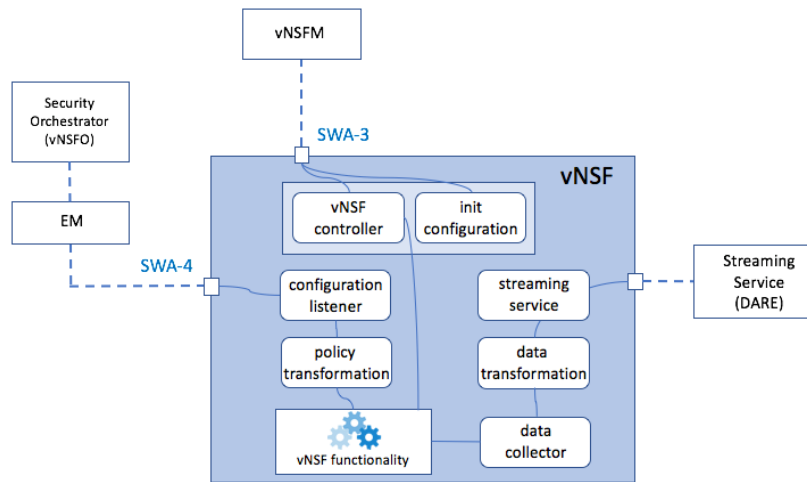 vNSFM
Security
Orchestrator
(vNSFO)
SWA-3
vNSF
vNSF
controller
init
configuration
EM
SWA-4
configuration
listener
streaming
service
Streaming
Service
(DARE)
policy
transformation
data
transformation
vNSF functionality
data
collector